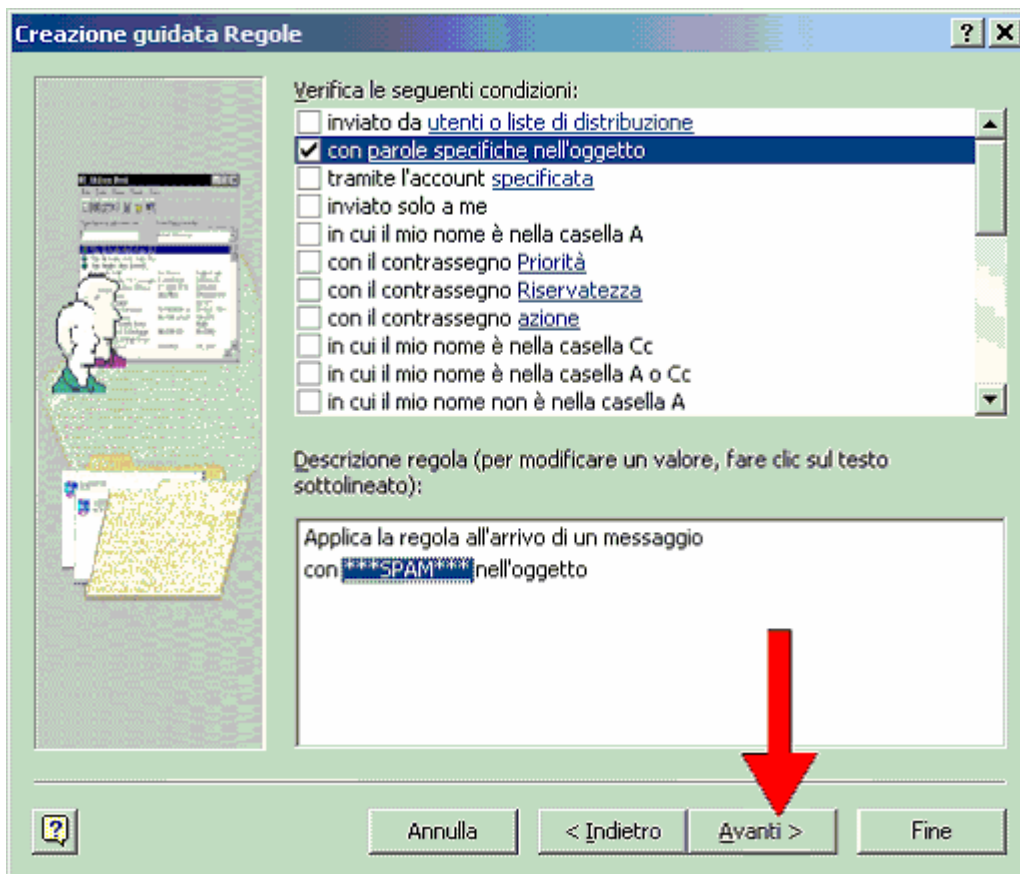 Creazione guidata Regole
Verifica le seguenti condizioni:
inviato da utenti o liste di distribuzione
con parole specifiche nell'oggetto
tramite l'account specificata
inviato solo a me
in cui il mio nome è nella casella A
con il contrassegno Priorità
con il contrassegno Riservatezza
con il contrassegno azione
in cui il mio nome è nella casella Cc
in cui il mio nome è nella casella A o Cc
in cui il mio nome non è nella casella A
Descrizione regola (per modificare un valore, fare clic sul testo
sottolineato):
Applica la regola all'arrivo di un messaggio
con ***SPAM*** nell'oggetto
Annulla
< Indietro
Avanti >
Fine